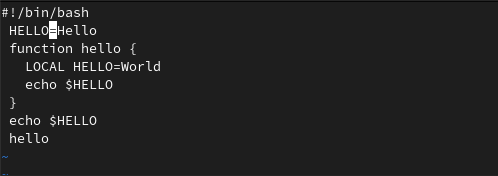 #!/bin/bash
HELLO=Hello
function hello {
LOCAL HELLO=World
echo $HELLO
}
echo $HELLO
hello
~
~